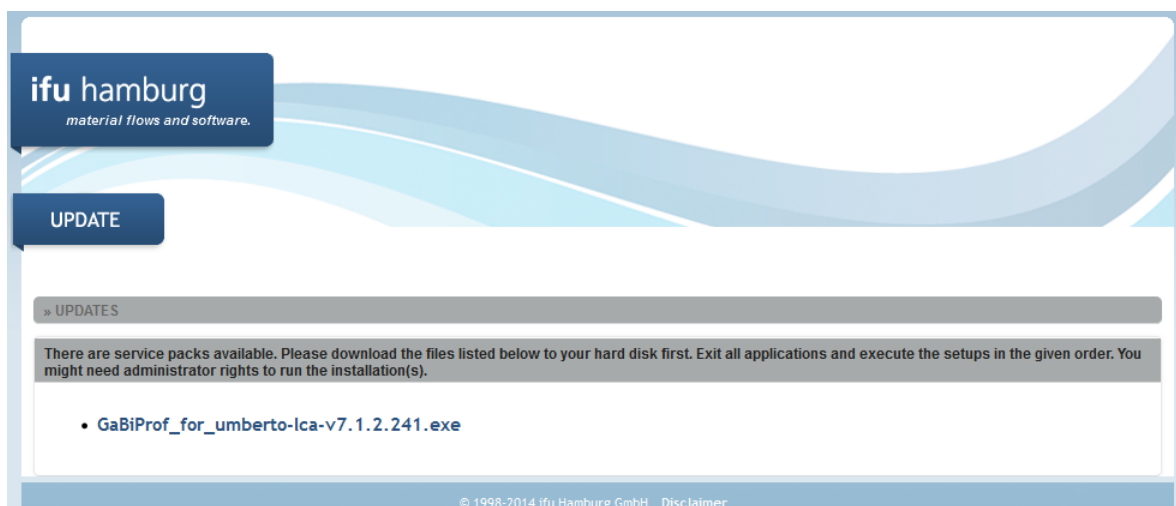 ifu hamburg
material flows and software.
UPDATE
» UPDATES
There are service packs available. Please download the files listed below to your hard disk first. Exit all applications and execute the setups in the given order. You
might need administrator rights to run the installation(s).
• GaBiProf_for_umberto-lca-v7.1.2.241.exe
© 1998-2014 ifu Hamburg GmbH Disclaimer